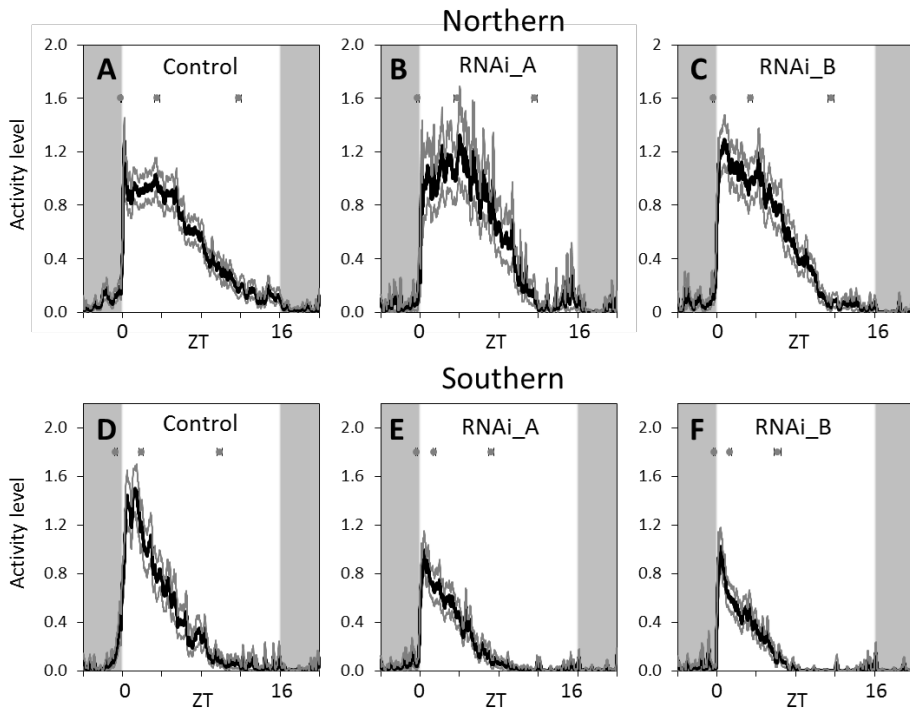 Northern
A Control
B RNAi_A
C RNAi_B
Activity level
2.0
1.6
1.2
0.8
0.4
0.0
2.0
1.6
1.2
0.8
0.4
0.0
2
1.6
1.2
0.8
0.4
0
0 ZT 16
0 ZT 16
0 ZT 16
Southern
D Control
E RNAi_A
F RNAi_B
Activity level
2.0
1.6
1.2
0.8
0.4
0.0
2.0
1.6
1.2
0.8
0.4
0.0
2.0
1.6
1.2
0.8
0.4
0.0
0 ZT 16
0 ZT 16
0 ZT 16